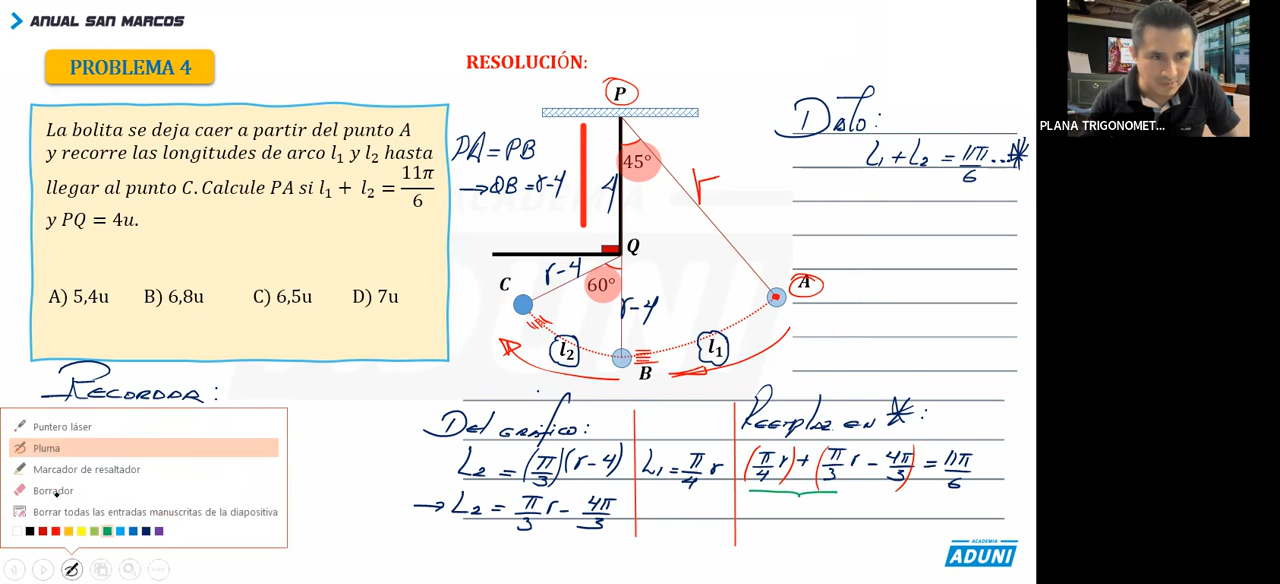 ANUAL SAN MARCOS
PROBLEMA 4
La bolita se deja caer a partir del punto A
y recorre las longitudes de arco l₁ y l₂ hasta
llegar al punto C. Calcule PA si l₁ + l₂ = 11π/6
y PQ = 4u.
A) 5,4u B) 6,8u C) 6,5u D) 7u
RECORDAR:
Puntero láser
Pluma
Marcador de resaltador
Borrador
Borrar todas las entradas manuscritas de la diapositiva
RESOLUCIÓN:
P
PA = PB
→ QB = r-4
45°
4
r
Q
C
r-4
60°
r-4
A
l₂
l₁
B
Dato:
L₁ + L₂ = 11π/6 ...*
Del gráfico:
L₂ = (π/3)(r-4)
→ L₂ = π/3 r - 4π/3
L₁ = π/4 r
Reemplaz en *:
(π/4 r) + (π/3 r - 4π/3) = 11π/6
ACADEMIA
ADUNI
PLANA TRIGONOMET...